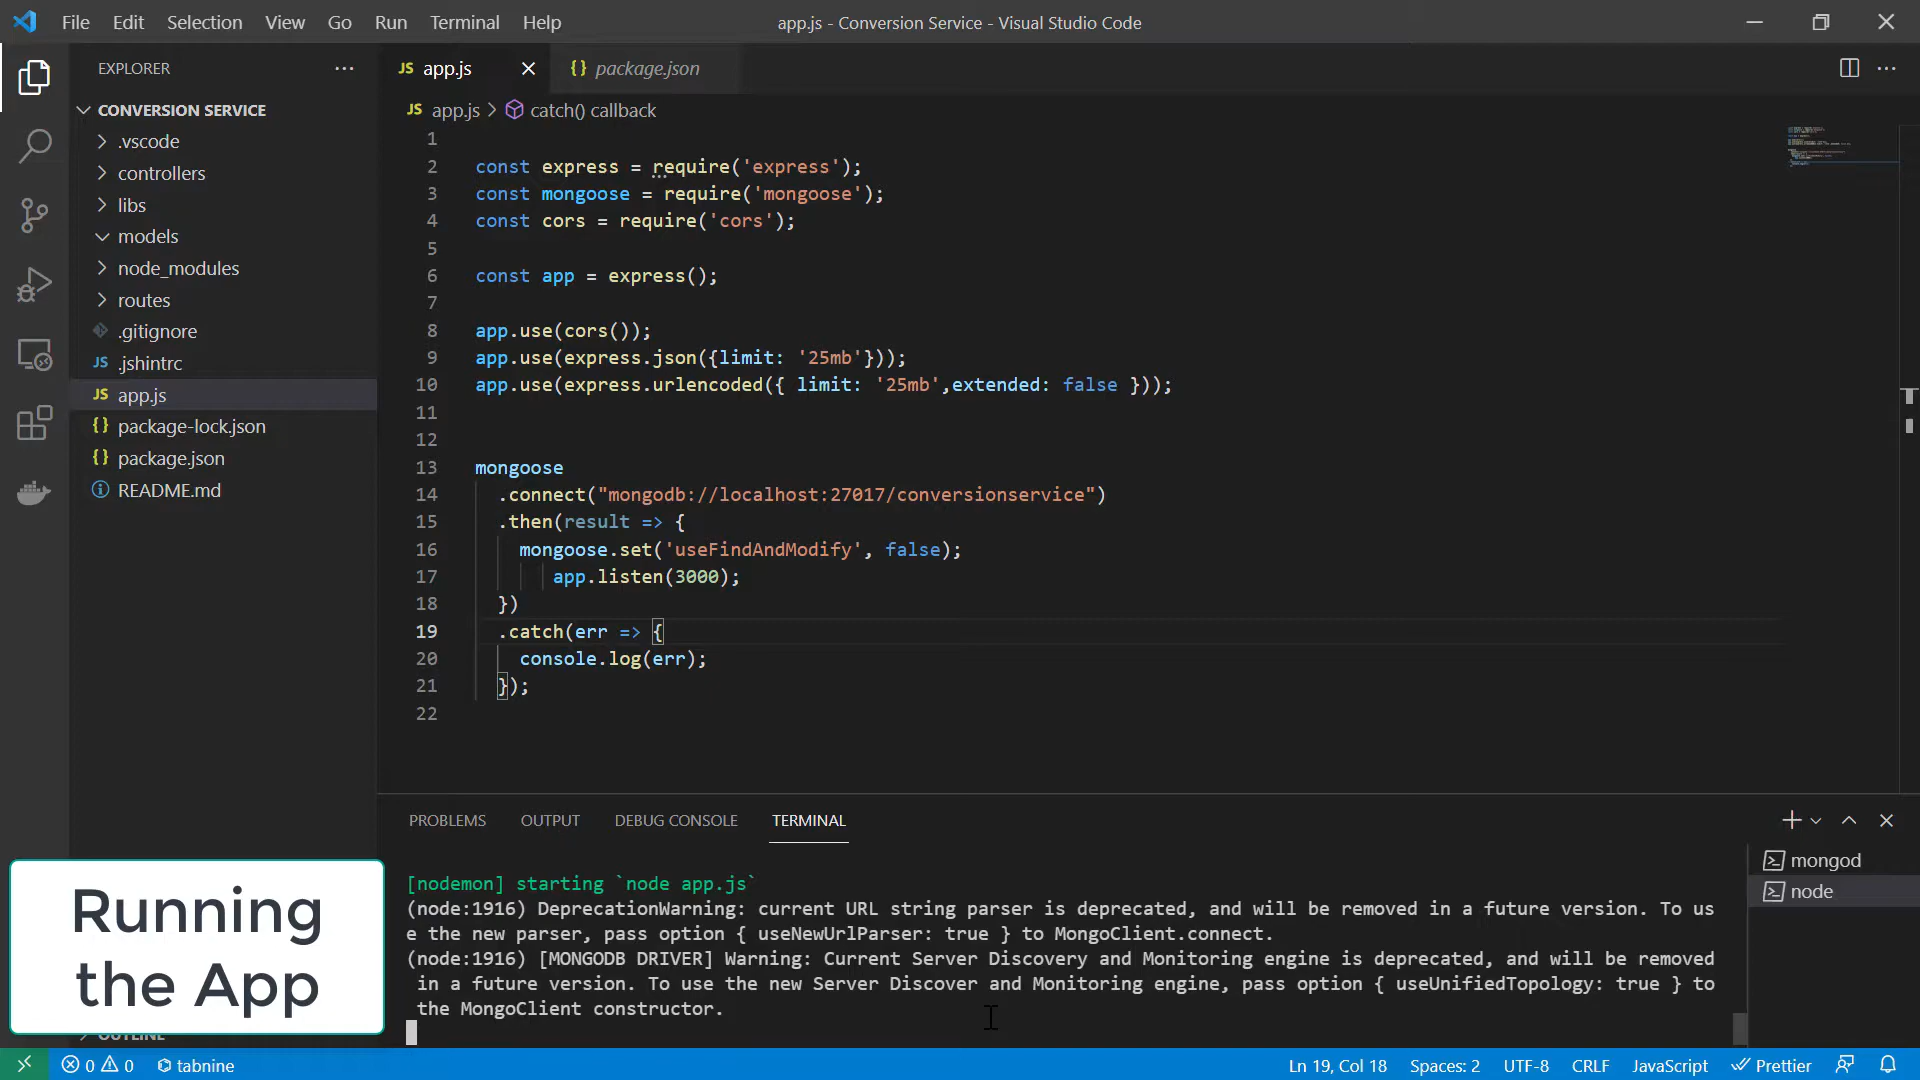 File Edit Selection View Go Run Terminal Help
app.js - Conversion Service - Visual Studio Code
EXPLORER
CONVERSION SERVICE
.vscode
controllers
libs
models
node_modules
routes
.gitignore
JS .jshintrc
JS app.js
{} package-lock.json
{} package.json
README.md
OUTLINE
JS app.js
{} package.json
JS app.js > catch() callback
1
2 const express = require('express');
3 const mongoose = require('mongoose');
4 const cors = require('cors');
5
6 const app = express();
7
8 app.use(cors());
9 app.use(express.json({limit: '25mb'}));
10 app.use(express.urlencoded({ limit: '25mb',extended: false }));
11
12
13 mongoose
14 .connect("mongodb://localhost:27017/conversionservice")
15 .then(result => {
16 mongoose.set('useFindAndModify', false);
17 app.listen(3000);
18 })
19 .catch(err => {
20 console.log(err);
21 });
22
PROBLEMS OUTPUT DEBUG CONSOLE TERMINAL
[nodemon] starting `node app.js`
(node:1916) DeprecationWarning: current URL string parser is deprecated, and will be removed in a future version. To us
e the new parser, pass option { useNewUrlParser: true } to MongoClient.connect.
(node:1916) [MONGODB DRIVER] Warning: Current Server Discovery and Monitoring engine is deprecated, and will be removed
in a future version. To use the new Server Discover and Monitoring engine, pass option { useUnifiedTopology: true } to
the MongoClient constructor.
mongod
node
Running
the App
0 0 tabnine
Ln 19, Col 18 Spaces: 2 UTF-8 CRLF JavaScript Prettier